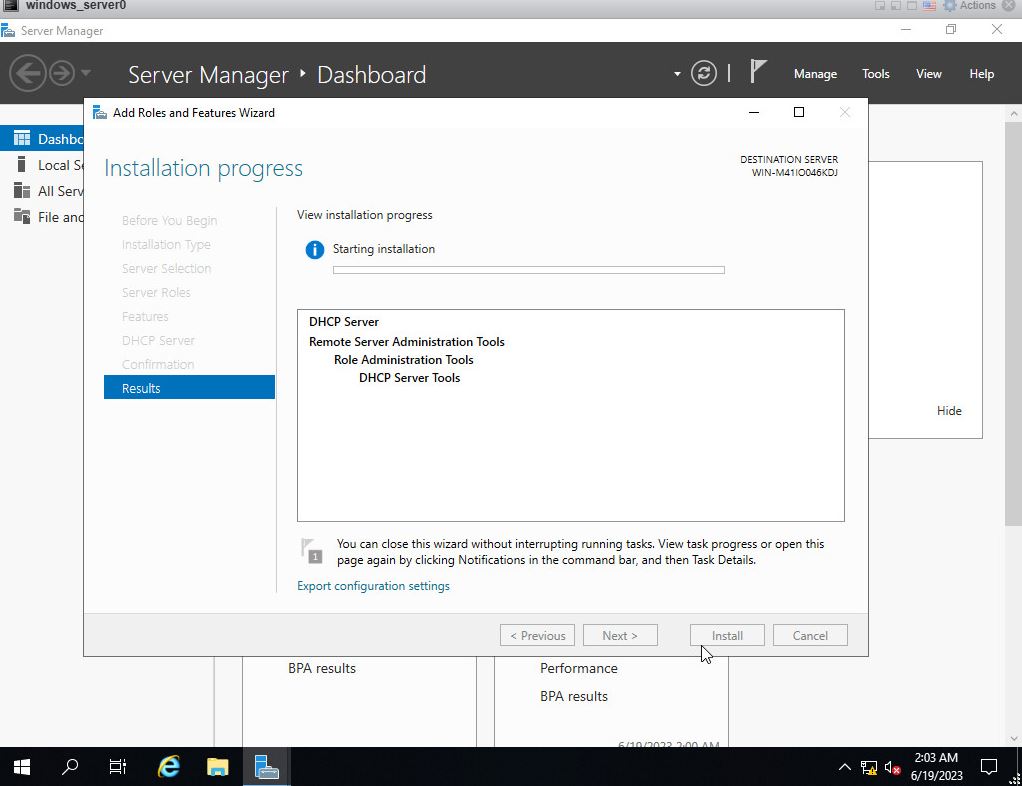 windows_server0
Actions
Server Manager
Server Manager
Dashboard
Manage
Tools
View
Help
Add Roles and Features Wizard
Dashbo
Local Se
All Serv
File and
Installation progress
DESTINATION SERVER
WIN-M41IO046KDJ
Before You Begin
Installation Type
Server Selection
Server Roles
Features
DHCP Server
Confirmation
Results
View installation progress
Starting installation
DHCP Server
Remote Server Administration Tools
Role Administration Tools
DHCP Server Tools
Hide
1
You can close this wizard without interrupting running tasks. View task progress or open this
page again by clicking Notifications in the command bar, and then Task Details.
Export configuration settings
< Previous
Next >
Install
Cancel
BPA results
Performance
BPA results
6/19/2023 2:00 AM
2:03 AM
6/19/2023